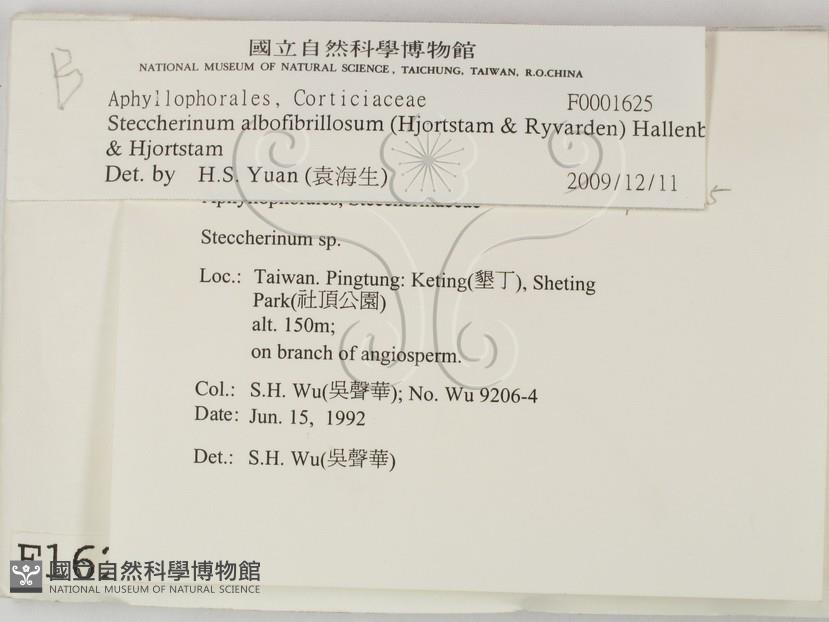 B
國立自然科學博物館
NATIONAL MUSEUM OF NATURAL SCIENCE, TAICHUNG, TAIWAN, R.O.CHINA
Aphyllophorales, Corticiaceae F0001625
Steccherinum albofibrillosum (Hjortstam & Ryvarden) Hallenb
& Hjortstam
Det. by H.S. Yuan (袁海生) 2009/12/11
Aphyllophorales, Steccherinaceae 5
Steccherinum sp.
Loc.: Taiwan. Pingtung: Keting(墾丁), Sheting
Park(社頂公園)
alt. 150m;
on branch of angiosperm.
Col.: S.H. Wu(吳聲華); No. Wu 9206-4
Date: Jun. 15, 1992
Det.: S.H. Wu(吳聲華)
F16
國立自然科學博物館
NATIONAL MUSEUM OF NATURAL SCIENCE